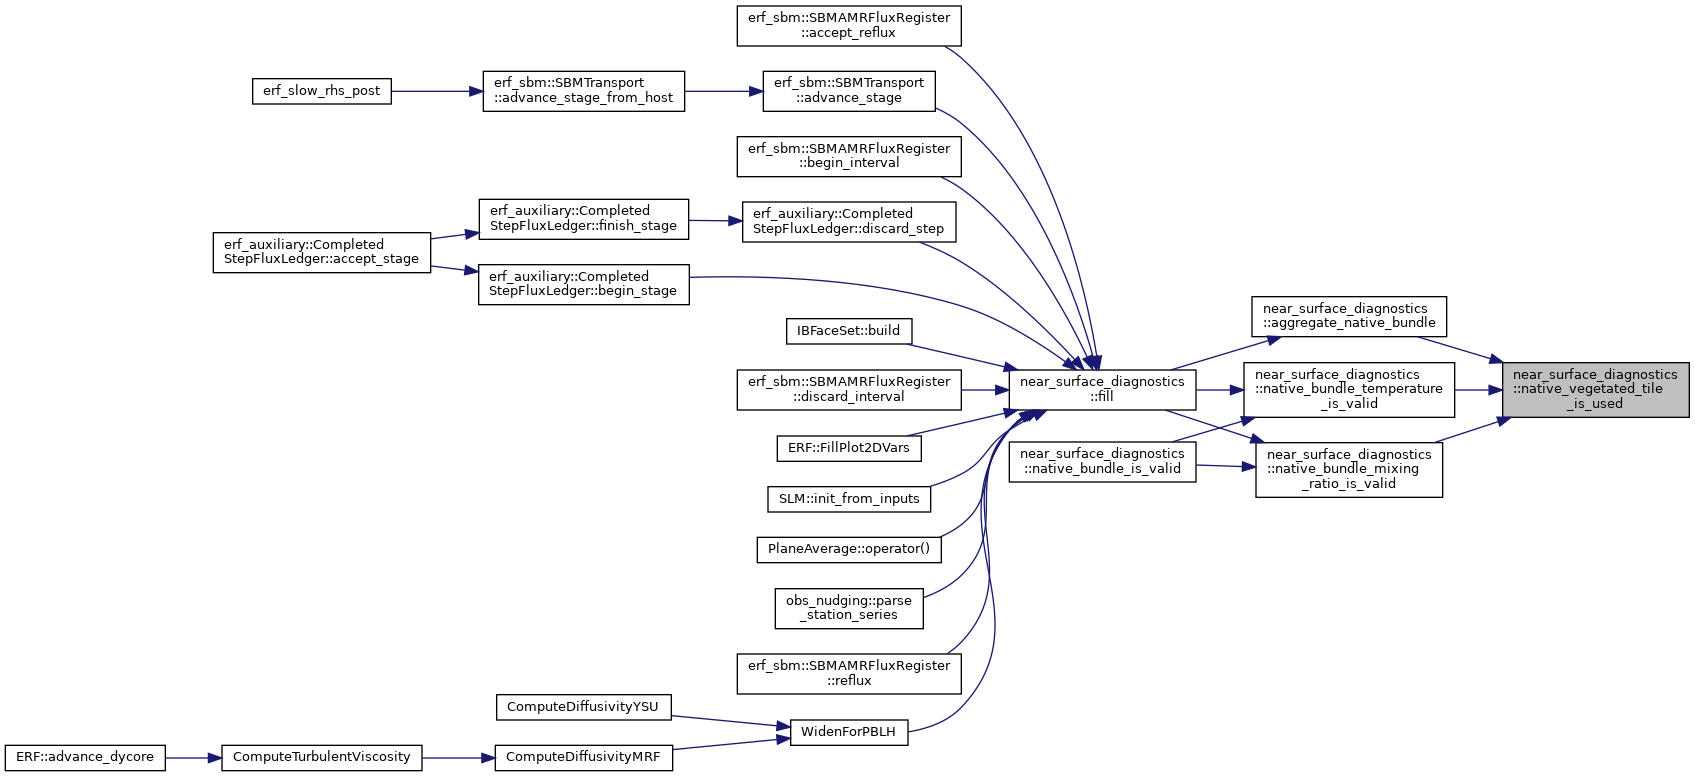 erf_sbm::SBMAMRFluxRegister
::accept_reflux
erf_slow_rhs_post
erf_sbm::SBMTransport
::advance_stage_from_host
erf_sbm::SBMTransport
::advance_stage
erf_sbm::SBMAMRFluxRegister
::begin_interval
erf_auxiliary::Completed
StepFluxLedger::finish_stage
erf_auxiliary::Completed
StepFluxLedger::discard_step
erf_auxiliary::Completed
StepFluxLedger::accept_stage
erf_auxiliary::Completed
StepFluxLedger::begin_stage
near_surface_diagnostics
::aggregate_native_bundle
IBFaceSet::build
near_surface_diagnostics
::fill
near_surface_diagnostics
::native_bundle_temperature
_is_valid
near_surface_diagnostics
::native_vegetated_tile
_is_used
erf_sbm::SBMAMRFluxRegister
::discard_interval
ERF::FillPlot2DVars
near_surface_diagnostics
::native_bundle_is_valid
near_surface_diagnostics
::native_bundle_mixing
_ratio_is_valid
SLM::init_from_inputs
PlaneAverage::operator()
obs_nudging::parse
_station_series
erf_sbm::SBMAMRFluxRegister
::reflux
ComputeDiffusivityYSU
WidenForPBLH
ERF::advance_dycore
ComputeTurbulentViscosity
ComputeDiffusivityMRF